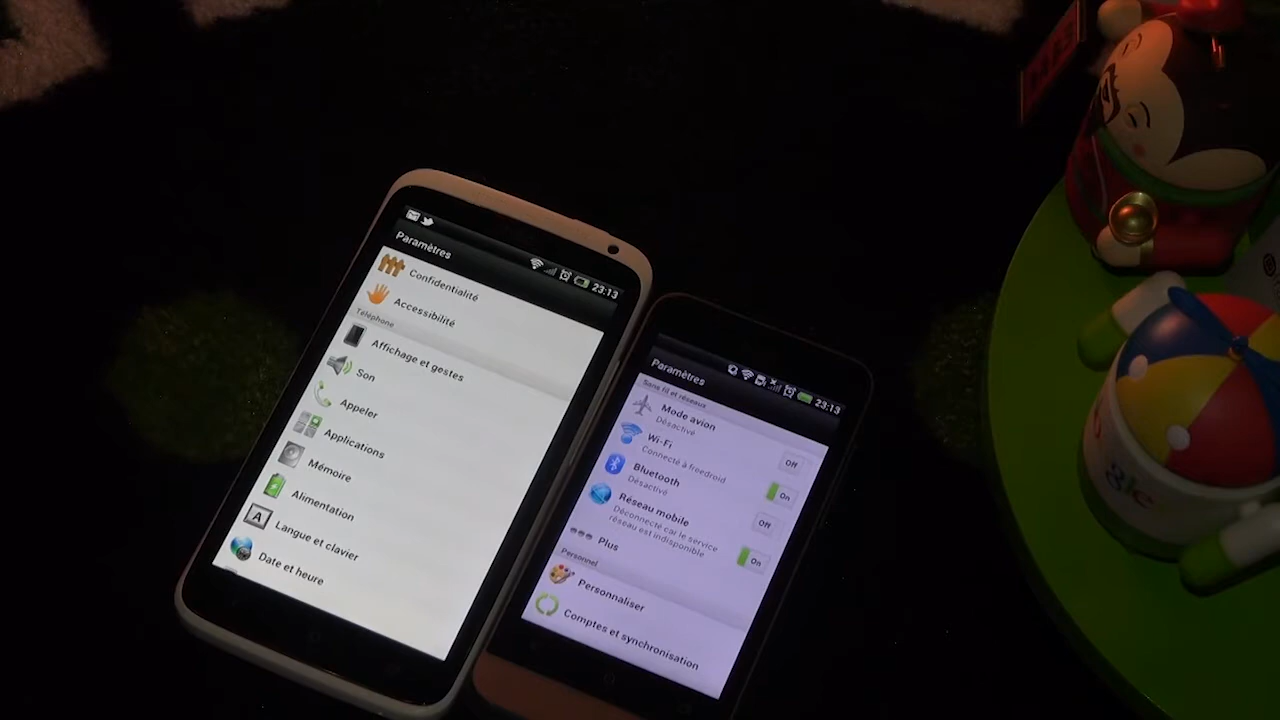 Paramètres
23:13
Confidentialité
Accessibilité
Téléphone
Affichage et gestes
Son
Appeler
Applications
Mémoire
Alimentation
A
Langue et clavier
Date et heure
23:13
Paramètres
Sans fil et réseaux
Mode avion
Désactivé
Off
Wi-Fi
Connecté à freedroid
On
Bluetooth
Désactivé
Off
Réseau mobile
Déconnecté car le service
réseau est indisponible
On
Plus
Personnel
Personnaliser
Comptes et synchronisation